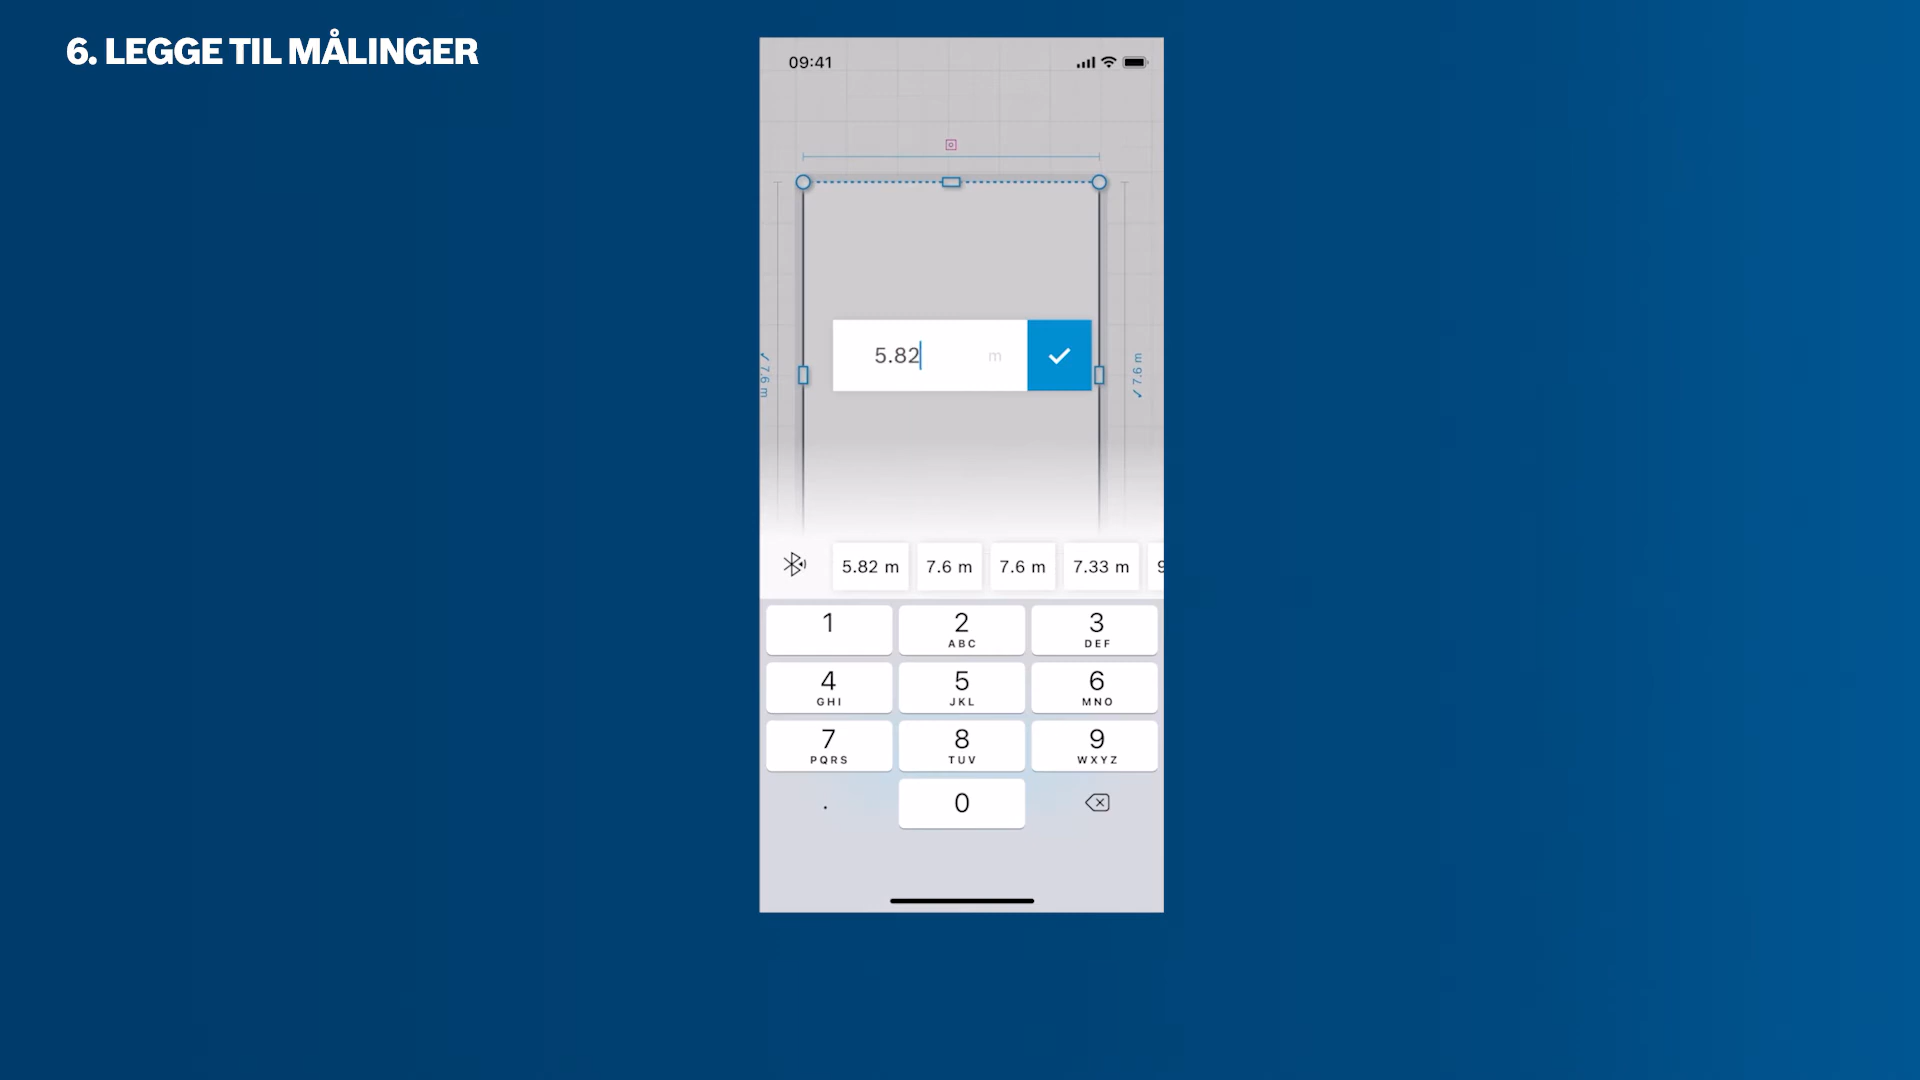 6. LEGGE TIL MÅLINGER
09:41
5.82 m
7.6 m
7.6 m
5.82 m 7.6 m 7.6 m 7.33 m 9
1 2 3
ABC DEF
4 5 6
GHI JKL MNO
7 8 9
PQRS TUV WXYZ
. 0